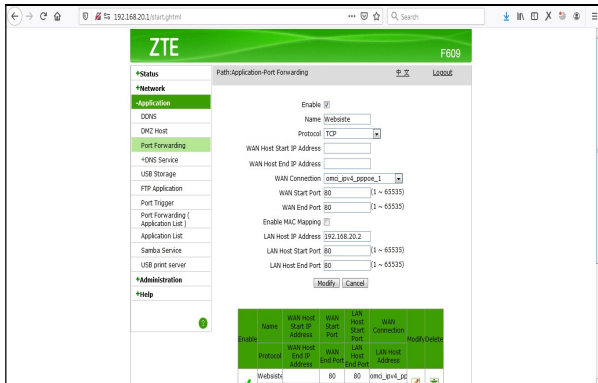 192.168.20.1/start.ghtml
Search
ZTE
F609
+Status
Path:Application-Port Forwarding
中 文
Logout
+Network
-Application
DDNS
DMZ Host
Port Forwarding
+DNS Service
USB Storage
FTP Application
Port Trigger
Port Forwarding (
Application List )
Application List
Samba Service
USB print server
+Administration
+Help
Enable
Name Websiste
Protocol TCP
WAN Host Start IP Address
WAN Host End IP Address
WAN Connection omci_ipv4_pppoe_1
WAN Start Port 80 (1 ~ 65535)
WAN End Port 80 (1 ~ 65535)
Enable MAC Mapping
LAN Host IP Address 192.168.20.2
LAN Host Start Port 80 (1 ~ 65535)
LAN Host End Port 80 (1 ~ 65535)
Modify Cancel
?
Enable
Name
WAN Host Start IP Address
WAN Start Port
LAN Host Start Port
WAN Connection
Modify
Delete
Protocol
WAN Host End IP Address
WAN End Port
LAN Host End Port
LAN Host Address
Websiste
80
80
omci_ipv4_pp